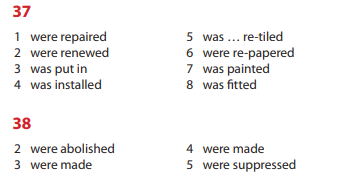 37
1 were repaired
2 were renewed
3 was put in
4 was installed
5 was … re-tiled
6 were re-papered
7 was painted
8 was fitted
38
2 were abolished
3 were made
4 were made
5 were suppressed